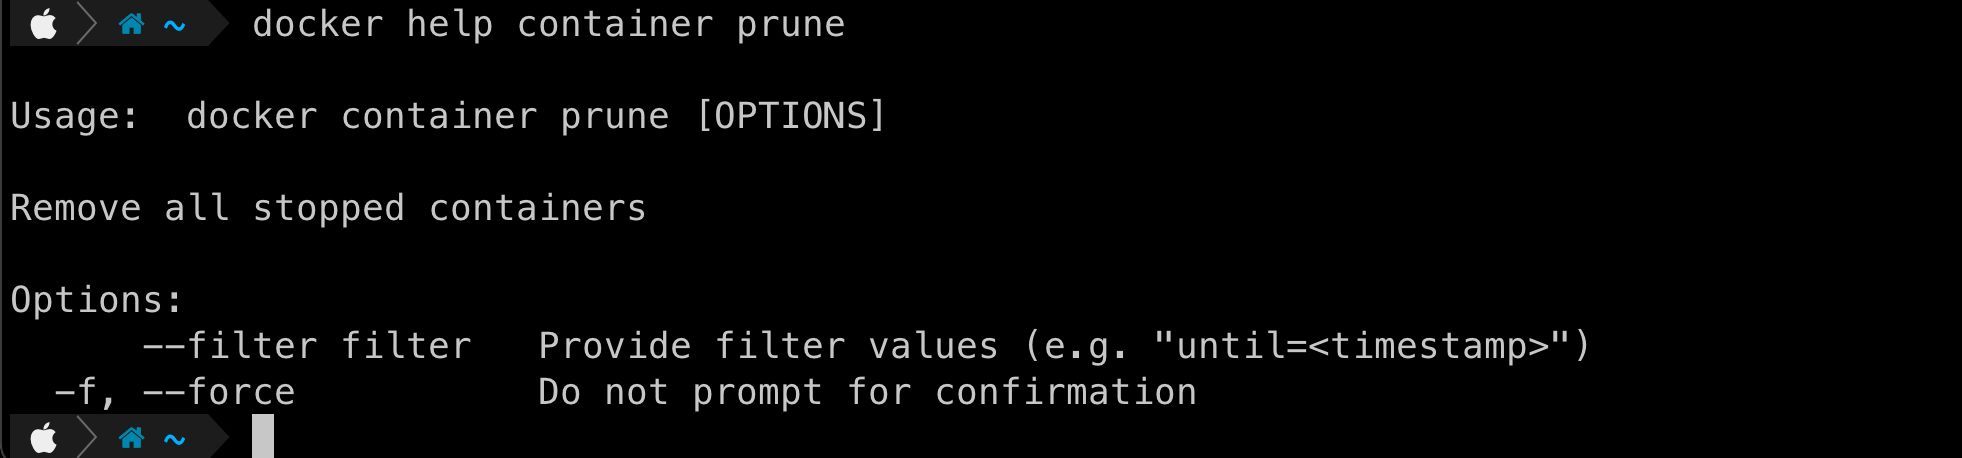 ~ docker help container prune
Usage:  docker container prune [OPTIONS]
Remove all stopped containers
Options:
      --filter filter   Provide filter values (e.g. "until=<timestamp>")
  -f, --force           Do not prompt for confirmation
~